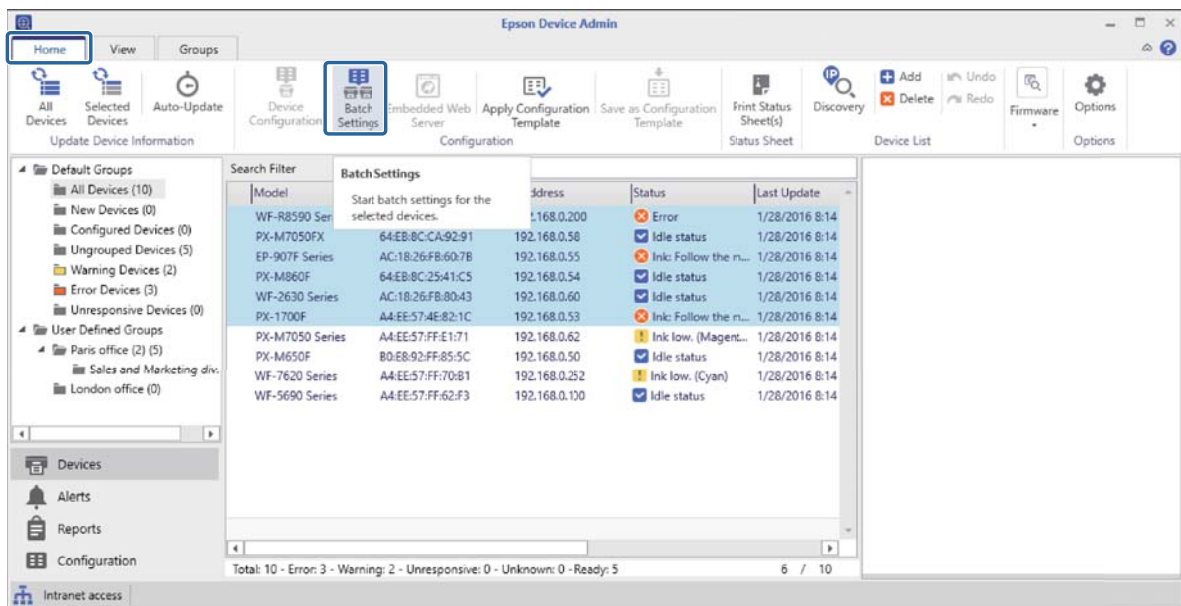 Epson Device Admin
Home View Groups
All Devices Selected Devices Auto-Update Device Configuration Batch Settings Embedded Web Server Apply Configuration Template Save as Configuration Template Print Status Sheet(s) Discovery Add Delete Undo Redo Firmware Options
Update Device Information Configuration Status Sheet Device List Options
Default Groups
All Devices (10)
New Devices (0)
Configured Devices (0)
Ungrouped Devices (5)
Warning Devices (2)
Error Devices (3)
Unresponsive Devices (0)
User Defined Groups
Paris office (2) (5)
Sales and Marketing div.
London office (0)
Devices
Alerts
Reports
Configuration
Search Filter
Batch Settings
Start batch settings for the
selected devices.
Model ddress Status Last Update
WF-R8590 Ser .168.0.200 Error 1/28/2016 8:14
PX-M7050FX 64:EB:8C:CA:92:91 192.168.0.58 Idle status 1/28/2016 8:14
EP-907F Series AC:18:26:FB:60:7B 192.168.0.55 Ink: Follow the n... 1/28/2016 8:14
PX-M860F 64:EB:8C:25:41:C5 192.168.0.54 Idle status 1/28/2016 8:14
WF-2630 Series AC:18:26:FB:80:43 192.168.0.60 Idle status 1/28/2016 8:14
PX-1700F A4:EE:57:4E:82:1C 192.168.0.53 Ink: Follow the n... 1/28/2016 8:14
PX-M7050 Series A4:EE:57:FF:E1:71 192.168.0.62 Ink low. (Magent... 1/28/2016 8:14
PX-M650F B0:E8:92:FF:85:5C 192.168.0.50 Idle status 1/28/2016 8:14
WF-7620 Series A4:EE:57:FF:70:B1 192.168.0.252 Ink low. (Cyan) 1/28/2016 8:14
WF-5690 Series A4:EE:57:FF:62:F3 192.168.0.100 Idle status 1/28/2016 8:14
Total: 10 - Error: 3 - Warning: 2 - Unresponsive: 0 - Unknown: 0 -Ready: 5 6 / 10
Intranet access